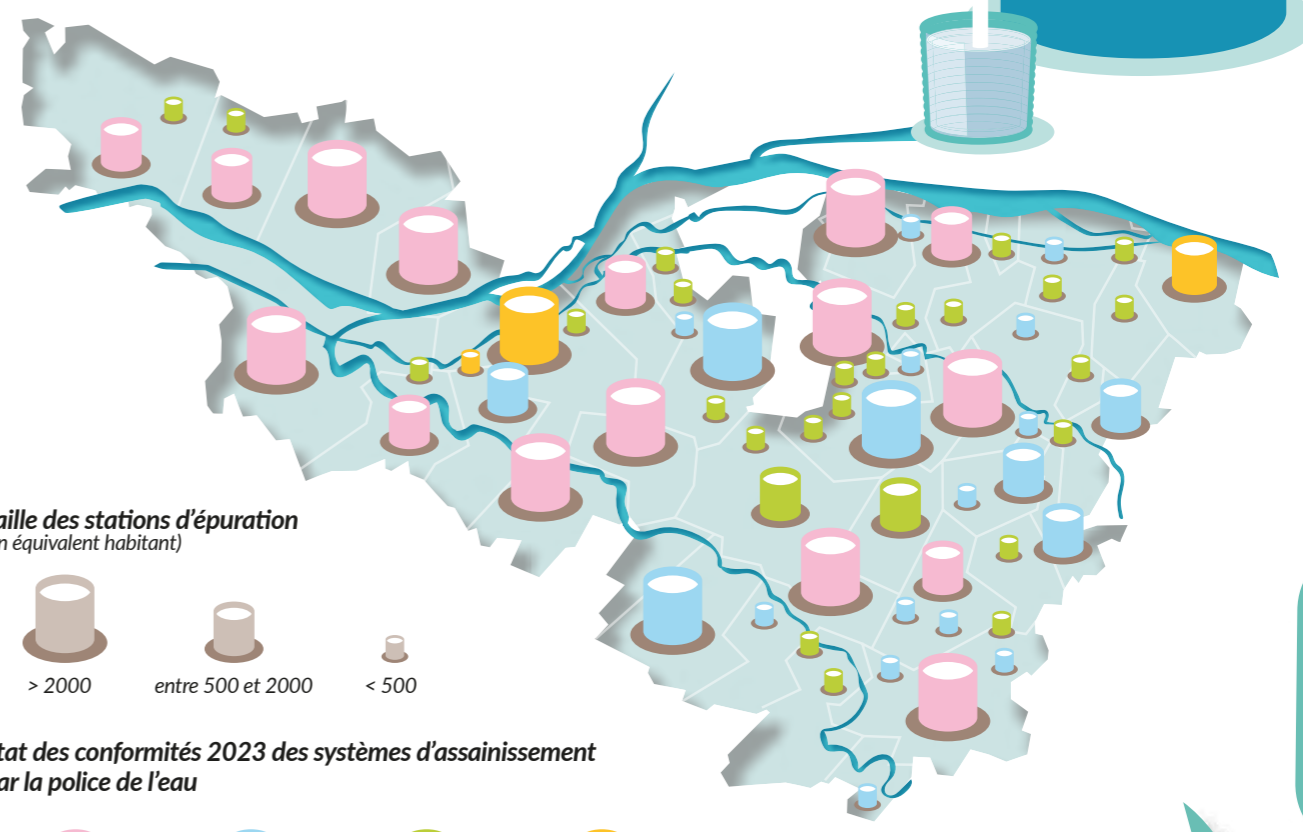 aille des stations d'épuration
n équivalent habitant)
> 2000
entre 500 et 2000
< 500
tat des conformités 2023 des systèmes d'assainissement
ar la police de l'eau